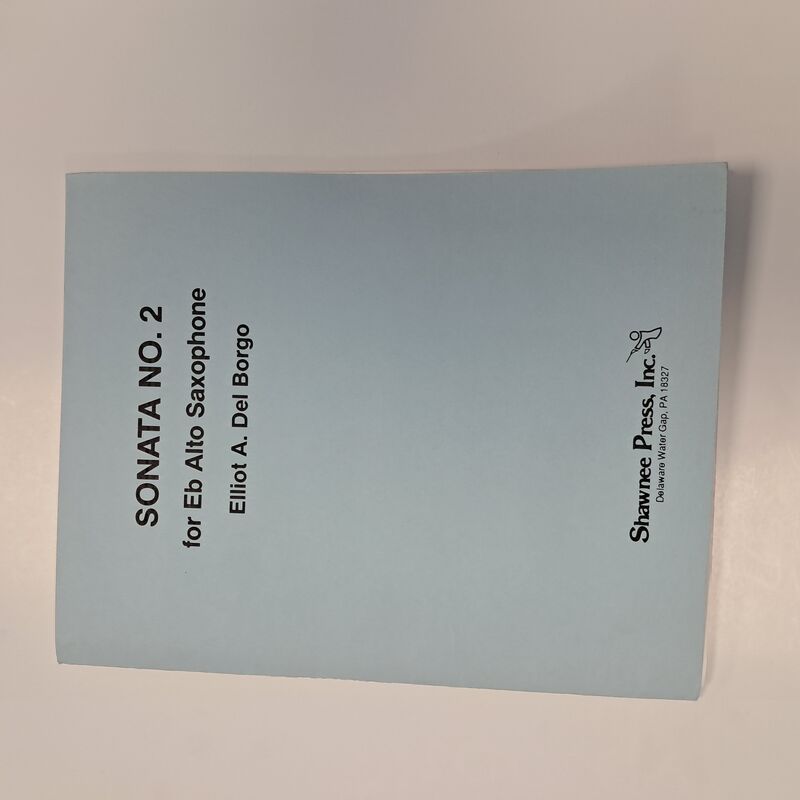 SONATA NO. 2
for Eb Alto Saxophone
Elliot A. Del Borgo
Shawnee Press, Inc.
Delaware Water Gap, PA 18327